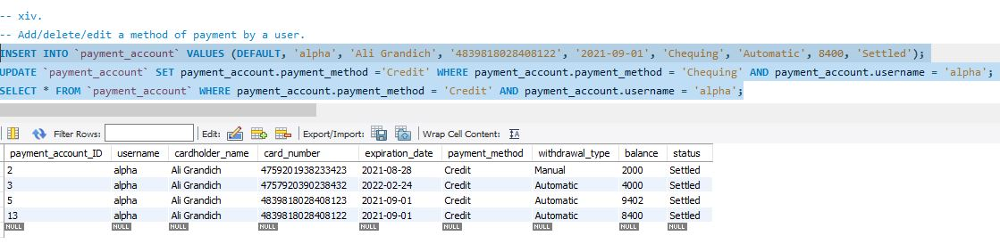 -- xiv.
-- Add/delete/edit a method of payment by a user.
INSERT INTO `payment_account` VALUES (DEFAULT, 'alpha', 'Ali Grandich', '4839818028408122', '2021-09-01', 'Chequing', 'Automatic', 8400, 'Settled');
UPDATE `payment_account` SET payment_account.payment_method ='Credit' WHERE payment_account.payment_method = 'Chequing' AND payment_account.username = 'alpha';
SELECT * FROM `payment_account` WHERE payment_account.payment_method = 'Credit' AND payment_account.username = 'alpha';
Filter Rows: Edit: Export/Import: Wrap Cell Content:
payment_account_ID username cardholder_name card_number expiration_date payment_method withdrawal_type balance status
2 alpha Ali Grandich 4759201938233423 2021-08-28 Credit Manual 2000 Settled
3 alpha Ali Grandich 4757920390238432 2022-02-24 Credit Automatic 4000 Settled
5 alpha Ali Grandich 4839818028408123 2021-09-01 Credit Automatic 9402 Settled
13 alpha Ali Grandich 4839818028408122 2021-09-01 Credit Automatic 8400 Settled
NULL NULL NULL NULL NULL NULL NULL NULL NULL